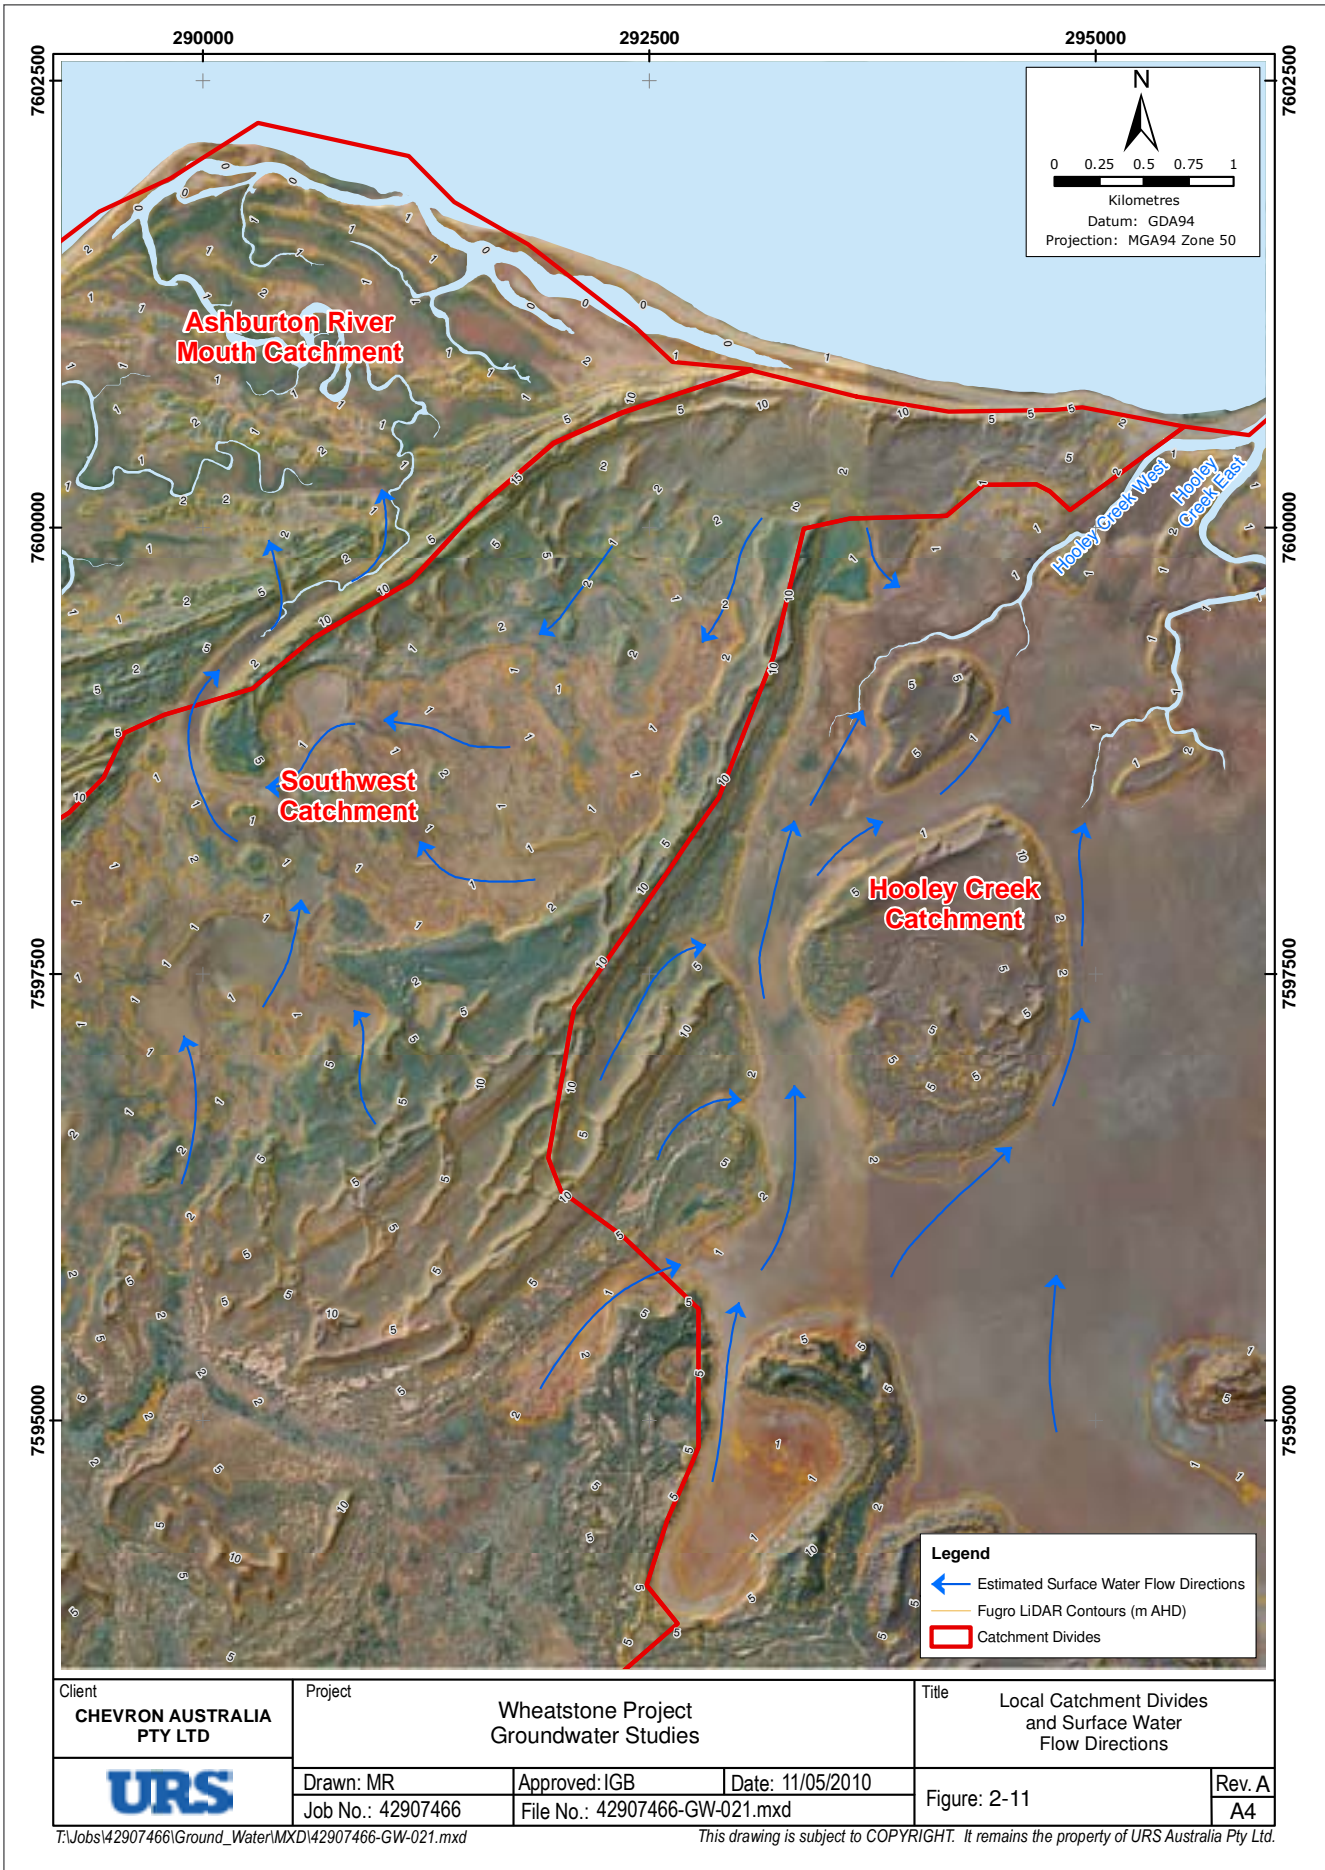 290000
292500
295000
7602500
7602500
N
0 0.25 0.5 0.75 1
Kilometres
Datum: GDA94
Projection: MGA94 Zone 50
Ashburton River
Mouth Catchment
Hooley Creek West
Hooley
Creek East
7600000
7600000
Southwest
Catchment
Hooley Creek
Catchment
7597500
7597500
7595000
7595000
Legend
Estimated Surface Water Flow Directions
Fugro LiDAR Contours (m AHD)
Catchment Divides
Client
CHEVRON AUSTRALIA
PTY LTD
Project
Wheatstone Project
Groundwater Studies
Title
Local Catchment Divides
and Surface Water
Flow Directions
URS
Drawn: MR
Approved: IGB
Date: 11/05/2010
Job No.: 42907466
File No.: 42907466-GW-021.mxd
Figure: 2-11
Rev. A
A4
T:\Jobs\42907466\Ground_Water\MXD\42907466-GW-021.mxd
This drawing is subject to COPYRIGHT. It remains the property of URS Australia Pty Ltd.